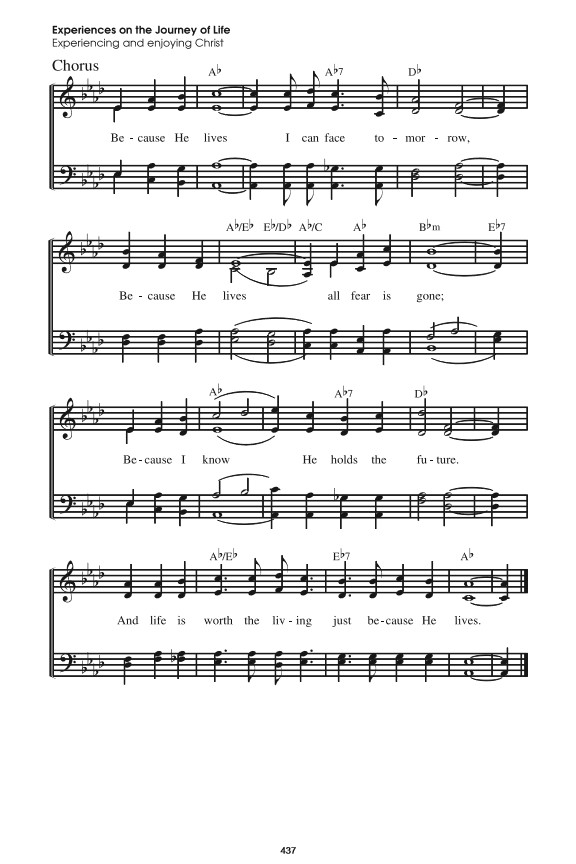 Experiences on the Journey of Life
Experiencing and enjoying Christ
Chorus
A♭ A♭7 D♭
Be - cause He lives I can face to - mor - row,
A♭/E♭ E♭/D♭ A♭/C A♭ B♭m E♭7
Be - cause He lives all fear is gone;
A♭ A♭7 D♭
Be - cause I know He holds the fu - ture.
A♭/E♭ E♭7 A♭
And life is worth the liv - ing just be - cause He lives.
437